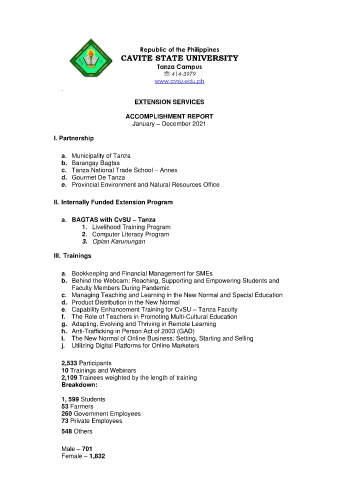 Republic of the Philippines
CAVITE STATE UNIVERSITY
Tanza Campus
☏ 414-3979
www.cvsu.edu.ph
EXTENSION SERVICES
ACCOMPLISHMENT REPORT
January – December 2021
I. Partnership
a. Municipality of Tanza
b. Barangay Bagtas
c. Tanza National Trade School – Annex
d. Gourmet De Tanza
e. Provincial Environment and Natural Resources Office
II. Internally Funded Extension Program
a. BAGTAS with CvSU – Tanza
1. Livelihood Training Program
2. Computer Literacy Program
3. Oplan Karunungan
III. Trainings
a. Bookkeeping and Financial Management for SMEs
b. Behind the Webcam: Reaching, Supporting and Empowering Students and
Faculty Members During Pandemic
c. Managing Teaching and Learning in the New Normal and Special Education
d. Product Distribution in the New Normal
e. Capability Enhancement Training for CvSU – Tanza Faculty
f. The Role of Teachers in Promoting Multi-Cultural Education
g. Adapting, Evolving and Thriving in Remote Learning
h. Anti-Trafficking in Person Act of 2003 (GAD)
i. The New Normal of Online Business: Setting, Starting and Selling
j. Utilizing Digital Platforms for Online Marketers
2,533 Participants
10 Trainings and Webinars
2,109 Trainees weighted by the length of training
Breakdown:
1, 599 Students
53 Farmers
260 Government Employees
73 Private Employees
548 Others
Male – 701
Female – 1,832